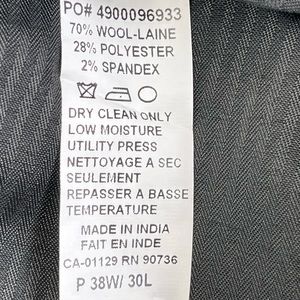 PO# 4900096933
70% WOOL-LAINE
28% POLYESTER
2% SPANDEX
DRY CLEAN ONLY
LOW MOISTURE
UTILITY PRESS
NETTOYAGE A SEC
SEULEMENT
REPASSER A BASSE
TEMPERATURE
MADE IN INDIA
FAIT EN INDE
CA-01129 RN 90736
P 38W/ 30L